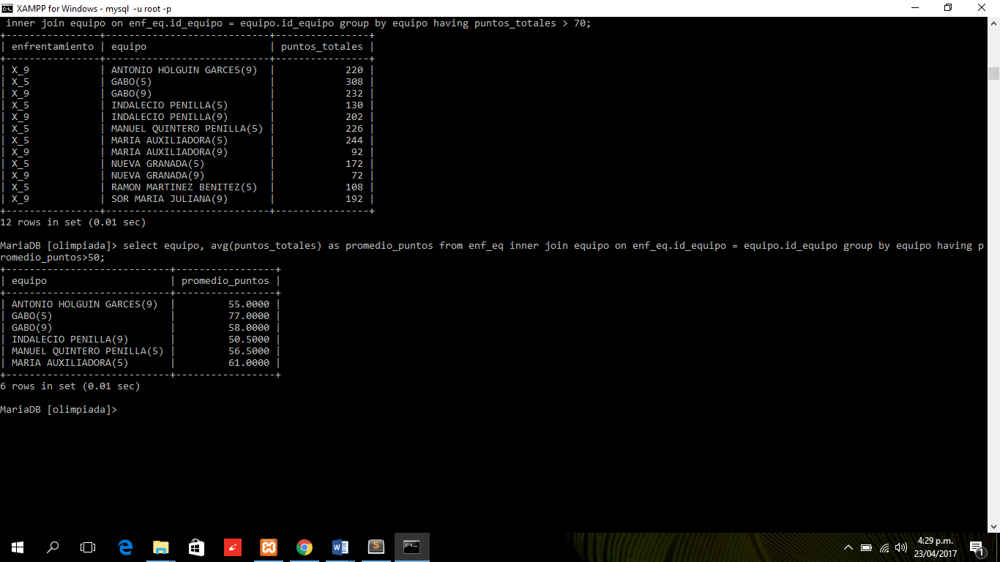 XAMPP for Windows - mysql  -u root -p
 inner join equipo on enf_eq.id_equipo = equipo.id_equipo group by equipo having puntos_totales > 70;
+----------------+----------------------------+----------------+
| enfrentamiento | equipo                     | puntos_totales |
+----------------+----------------------------+----------------+
| X_9            | ANTONIO HOLGUIN GARCES(9)  |            220 |
| X_5            | GABO(5)                    |            308 |
| X_9            | GABO(9)                    |            232 |
| X_5            | INDALECIO PENILLA(5)       |            130 |
| X_9            | INDALECIO PENILLA(9)       |            202 |
| X_5            | MANUEL QUINTERO PENILLA(5) |            226 |
| X_5            | MARIA AUXILIADORA(5)       |            244 |
| X_9            | MARIA AUXILIADORA(9)       |             92 |
| X_5            | NUEVA GRANADA(5)           |            172 |
| X_9            | NUEVA GRANADA(9)           |             72 |
| X_5            | RAMON MARTINEZ BENITEZ(5)  |            108 |
| X_9            | SOR MARIA JULIANA(9)       |            192 |
+----------------+----------------------------+----------------+
12 rows in set (0.01 sec)
MariaDB [olimpiada]> select equipo, avg(puntos_totales) as promedio_puntos from enf_eq inner join equipo on enf_eq.id_equipo = equipo.id_equipo group by equipo having p
romedio_puntos>50;
+----------------------------+-----------------+
| equipo                     | promedio_puntos |
+----------------------------+-----------------+
| ANTONIO HOLGUIN GARCES(9)  |         55.0000 |
| GABO(5)                    |         77.0000 |
| GABO(9)                    |         58.0000 |
| INDALECIO PENILLA(9)       |         50.5000 |
| MANUEL QUINTERO PENILLA(5) |         56.5000 |
| MARIA AUXILIADORA(5)       |         61.0000 |
+----------------------------+-----------------+
6 rows in set (0.01 sec)
MariaDB [olimpiada]>
4:29 p.m.
23/04/2017
1